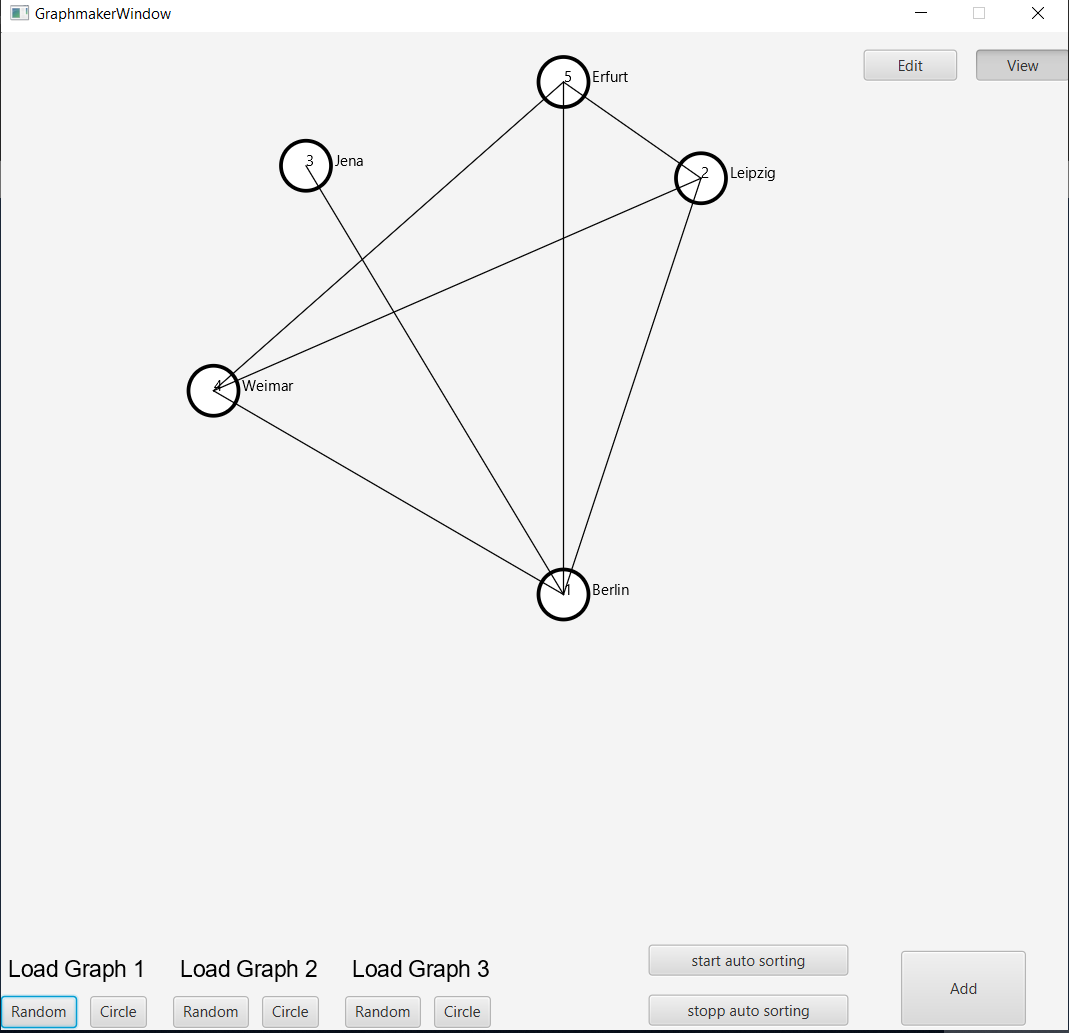 GraphmakerWindow
Edit
View
5 Erfurt
3 Jena
2 Leipzig
4 Weimar
1 Berlin
Load Graph 1
Load Graph 2
Load Graph 3
Random
Circle
Random
Circle
Random
Circle
start auto sorting
stopp auto sorting
Add